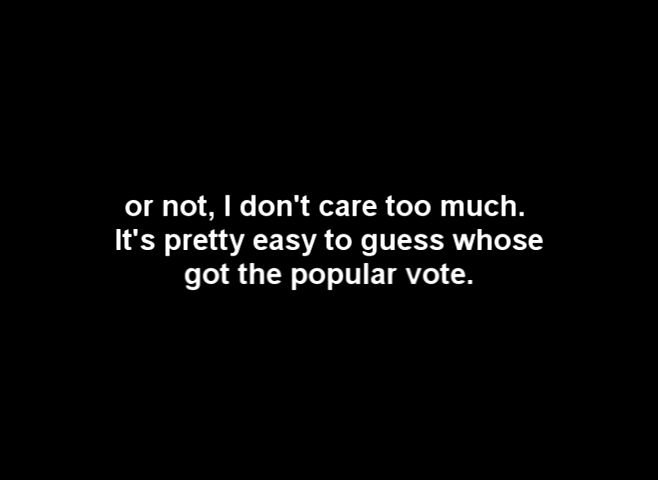 or not, I don't care too much.
It's pretty easy to guess whose
got the popular vote.